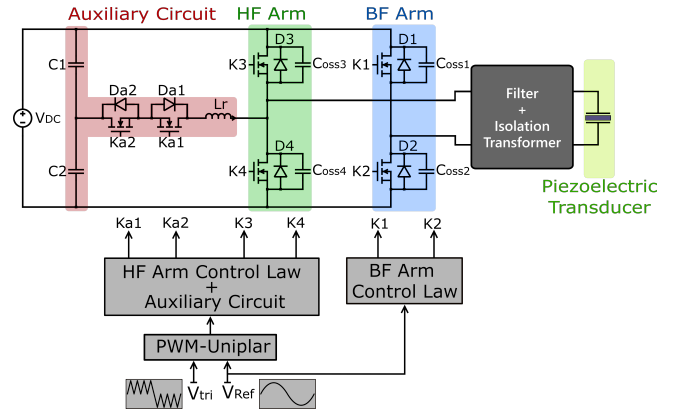 Auxiliary Circuit
HF Arm
BF Arm
D3
D1
C1
K3
Coss3
K1
Coss1
Da2
Da1
Lr
VDC
Filter
+
Isolation
Transformer
Ka2
Ka1
D4
D2
C2
K4
Coss4
K2
Coss2
Piezoelectric
Transducer
Ka1
Ka2
K3
K4
K1
K2
HF Arm Control Law
+
Auxiliary Circuit
BF Arm
Control Law
PWM-Uniplar
Vtri
VRef